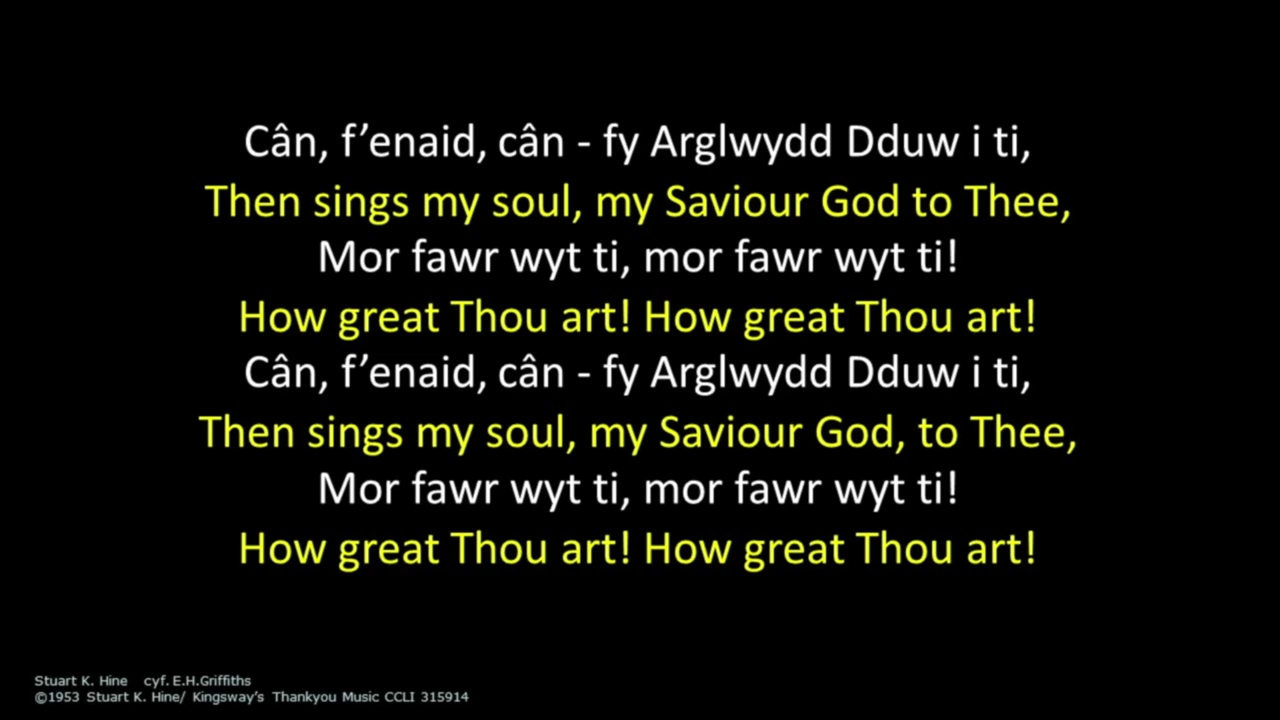 Cân, f’enaid, cân - fy Arglwydd Dduw i ti,
Then sings my soul, my Saviour God to Thee,
Mor fawr wyt ti, mor fawr wyt ti!
How great Thou art! How great Thou art!
Cân, f’enaid, cân - fy Arglwydd Dduw i ti,
Then sings my soul, my Saviour God, to Thee,
Mor fawr wyt ti, mor fawr wyt ti!
How great Thou art! How great Thou art!
Stuart K. Hine cyf. E.H.Griffiths
©1953 Stuart K. Hine/ Kingsway’s Thankyou Music CCLI 315914